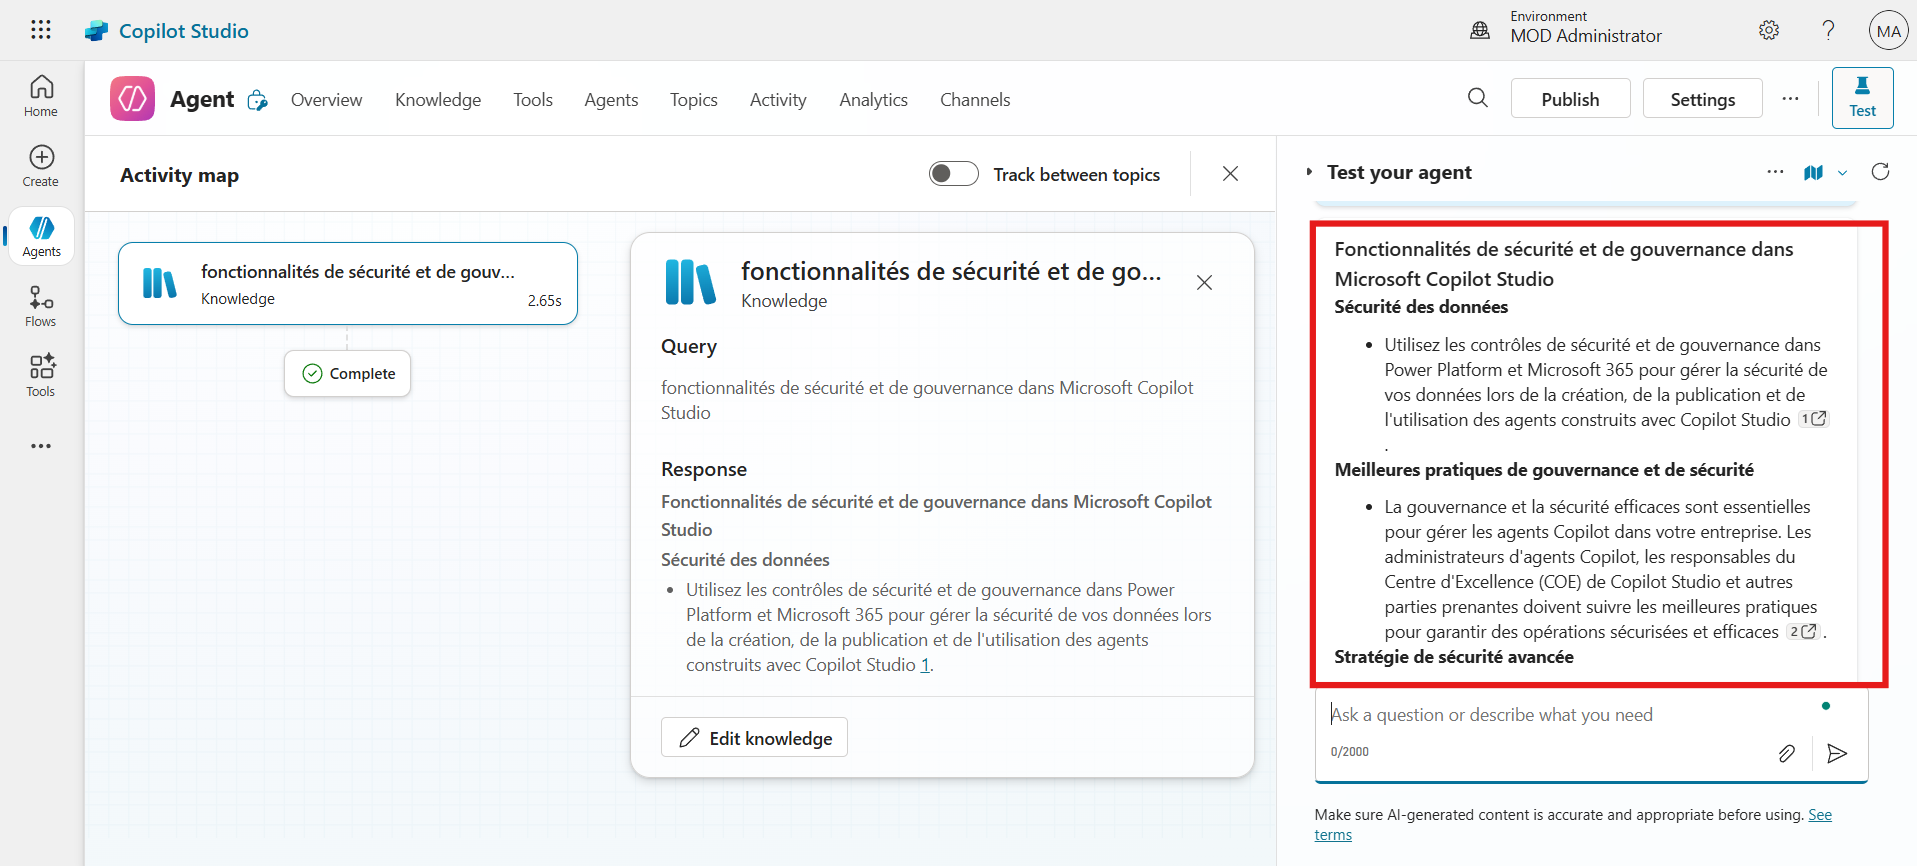 Copilot Studio
Environment
MOD Administrator
MA
Home
Create
Agents
Flows
Tools
Agent
Overview
Knowledge
Tools
Agents
Topics
Activity
Analytics
Channels
Publish
Settings
Test
Activity map
Track between topics
fonctionnalités de sécurité et de gouv...
Knowledge
2.65s
Complete
fonctionnalités de sécurité et de go...
Knowledge
Query
fonctionnalités de sécurité et de gouvernance dans Microsoft Copilot
Studio
Response
Fonctionnalités de sécurité et de gouvernance dans Microsoft Copilot
Studio
Sécurité des données
• Utilisez les contrôles de sécurité et de gouvernance dans Power
Platform et Microsoft 365 pour gérer la sécurité de vos données lors
de la création, de la publication et de l'utilisation des agents
construits avec Copilot Studio 1.
Edit knowledge
Test your agent
Fonctionnalités de sécurité et de gouvernance dans
Microsoft Copilot Studio
Sécurité des données
• Utilisez les contrôles de sécurité et de gouvernance dans
Power Platform et Microsoft 365 pour gérer la sécurité de
vos données lors de la création, de la publication et de
l'utilisation des agents construits avec Copilot Studio 1
.
Meilleures pratiques de gouvernance et de sécurité
• La gouvernance et la sécurité efficaces sont essentielles
pour gérer les agents Copilot dans votre entreprise. Les
administrateurs d'agents Copilot, les responsables du
Centre d'Excellence (COE) de Copilot Studio et autres
parties prenantes doivent suivre les meilleures pratiques
pour garantir des opérations sécurisées et efficaces 2.
Stratégie de sécurité avancée
Ask a question or describe what you need
0/2000
Make sure AI-generated content is accurate and appropriate before using. See
terms